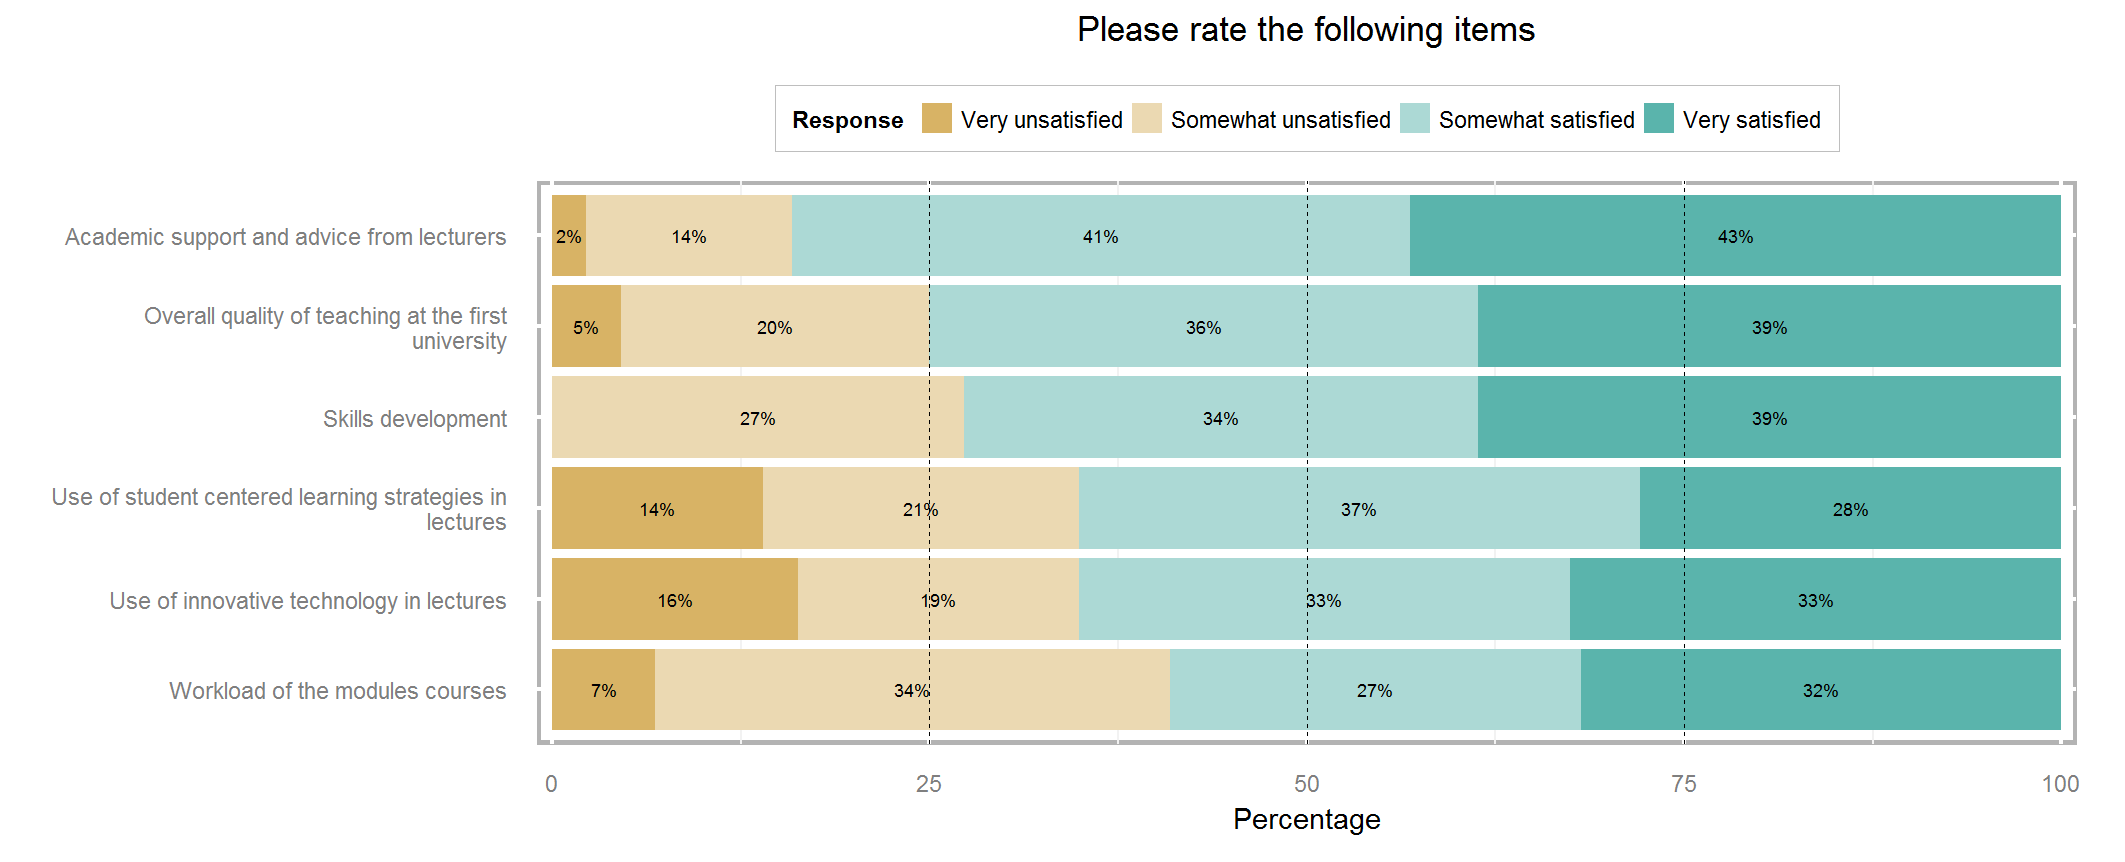 Please rate the following items
Response Very unsatisfied Somewhat unsatisfied Somewhat satisfied Very satisfied
Academic support and advice from lecturers 2% 14% 41% 43%
Overall quality of teaching at the first
university
5% 20% 36% 39%
Skills development 27% 34% 39%
Use of student centered learning strategies in
lectures
14% 21% 37% 28%
Use of innovative technology in lectures 16% 19% 33% 33%
Workload of the modules courses 7% 34% 27% 32%
0 25 50 75 100
Percentage